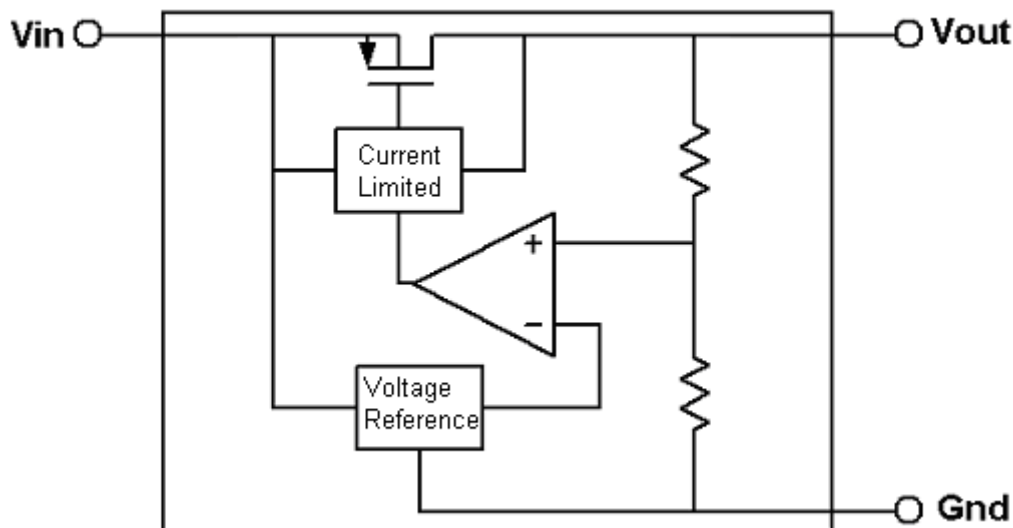 Vin
Vout
Current
Limited
+
−
Voltage
Reference
Gnd